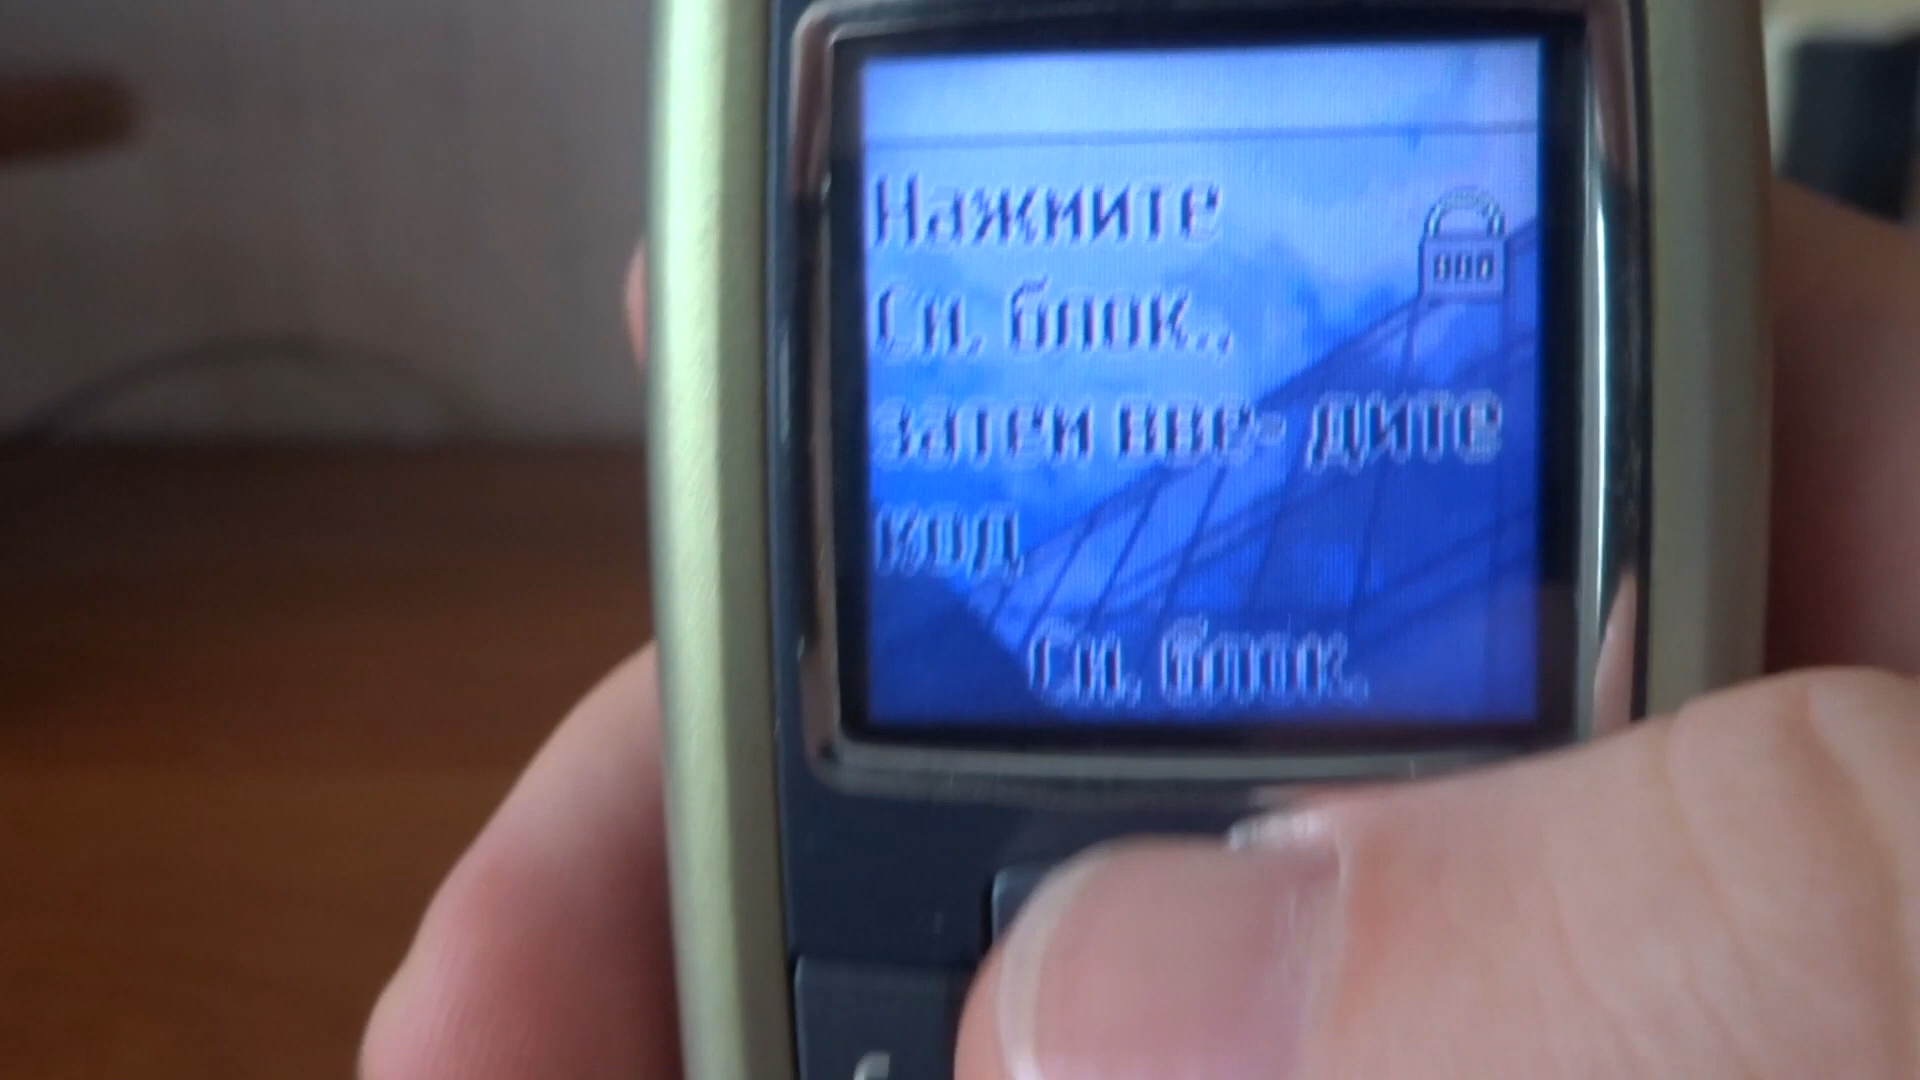 Нажмите
Сн. блок.,
затем вве- дите
код.
Сн. блок.